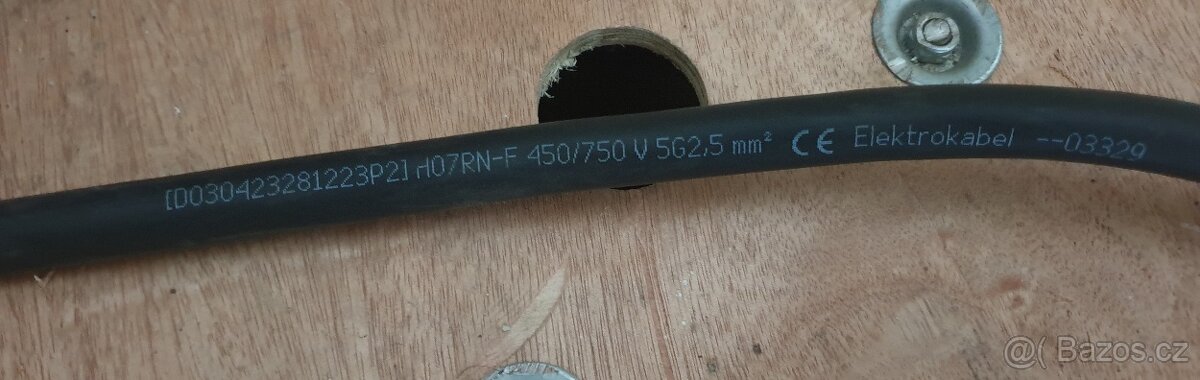 [D030423281223P2] H07RN-F 450/750 V 5G2,5 mm² CE Elektrokabel --03329
@( Bazos.cz